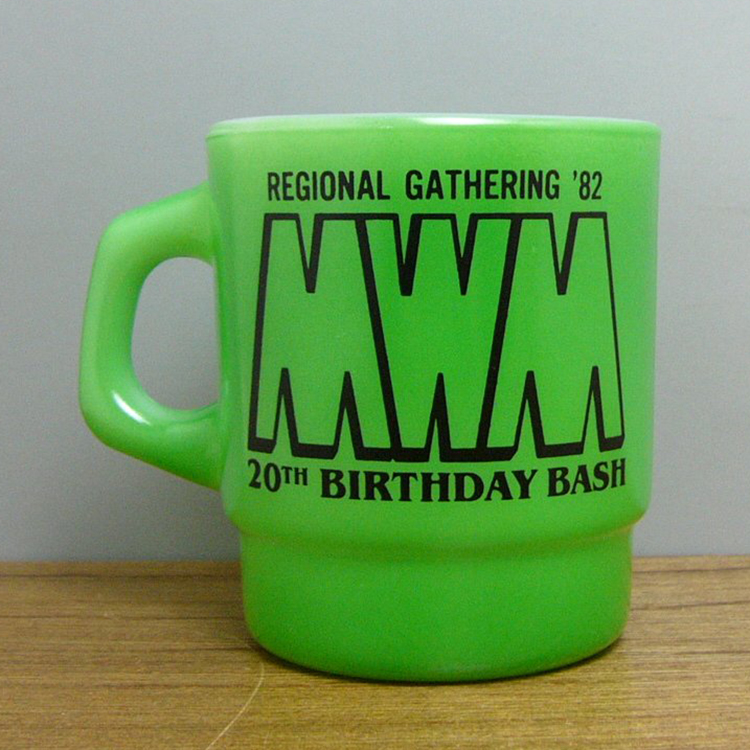 REGIONAL GATHERING '82
MWM
20TH BIRTHDAY BASH